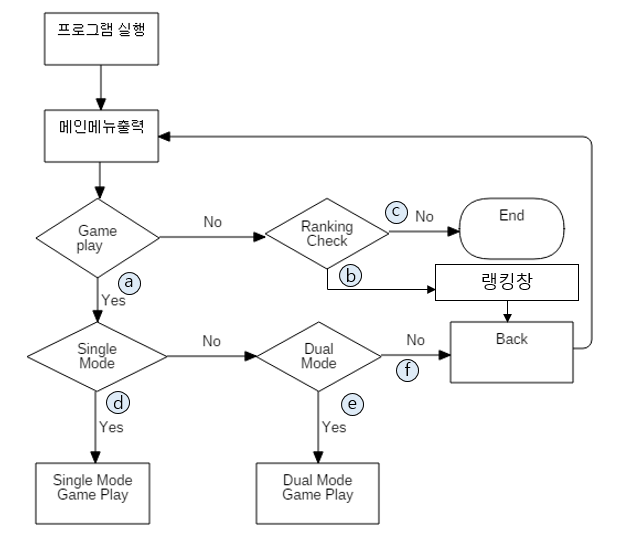 프로그램 실행
메인메뉴출력
Game
play
No
Ranking
Check
ⓒ
No
End
ⓐ
Yes
ⓑ
랭킹창
Single
Mode
No
Dual
Mode
No
ⓕ
Back
ⓓ
Yes
ⓔ
Yes
Single Mode
Game Play
Dual Mode
Game Play